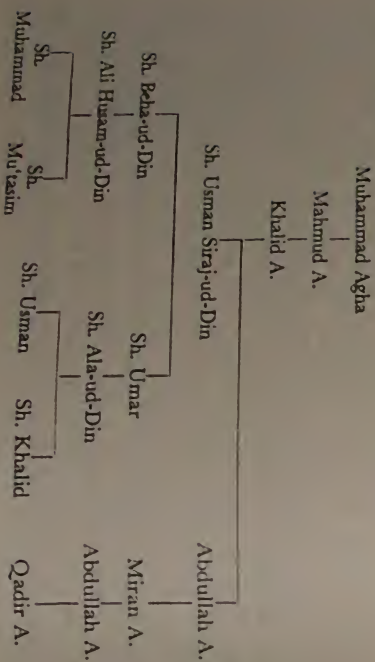 Muhammad Agha
Mahmud A.
Khalid A.
Sh. Usman Siraj-ud-Din Abdullah A.
Sh. Beha-ud-Din Sh. Umar Miran A.
Sh. Ali Husam-ud-Din Sh. Ala-ud-Din Abdullah A.
Sh. Sh. Sh. Usman Sh. Khalid Qadir A.
Muhammad Mu'tasim